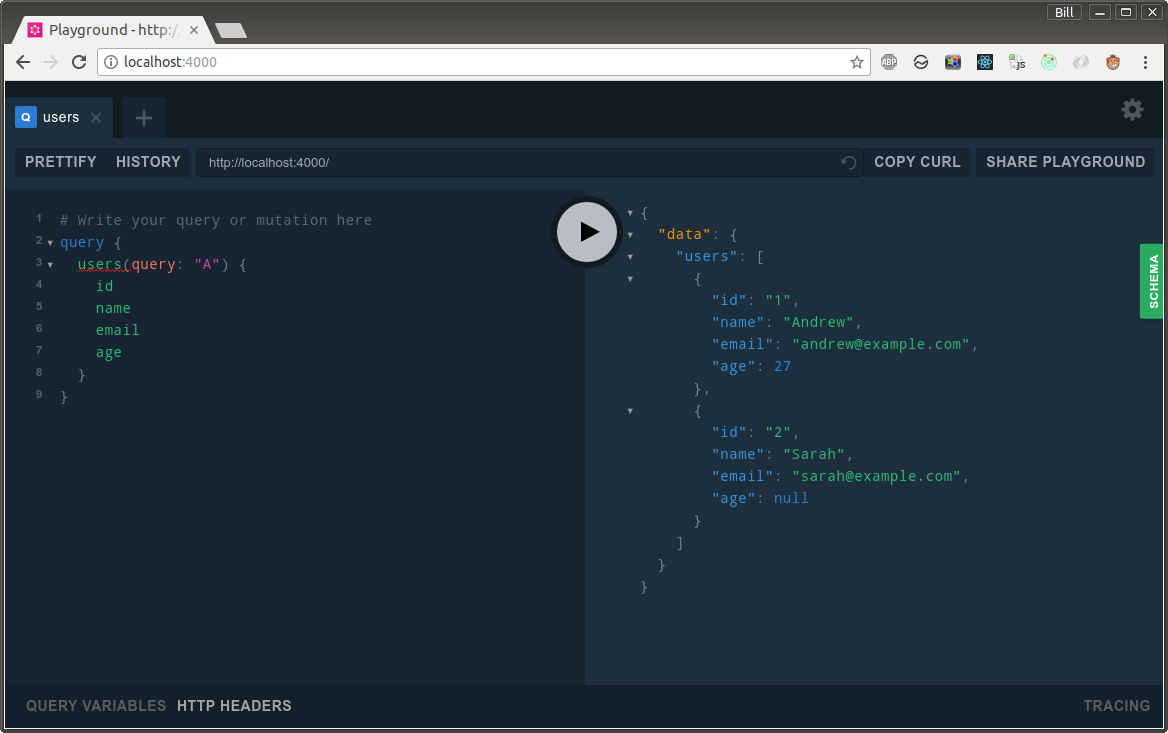 Bill
Playground - http:/
localhost:4000
ABP
js
Q users
PRETTIFY HISTORY http://localhost:4000/ COPY CURL SHARE PLAYGROUND
1 # Write your query or mutation here
2 query {
3 users(query: "A") {
4 id
5 name
6 email
7 age
8 }
9 }
{
"data": {
"users": [
{
"id": "1",
"name": "Andrew",
"email": "andrew@example.com",
"age": 27
},
{
"id": "2",
"name": "Sarah",
"email": "sarah@example.com",
"age": null
}
]
}
}
SCHEMA
QUERY VARIABLES HTTP HEADERS TRACING